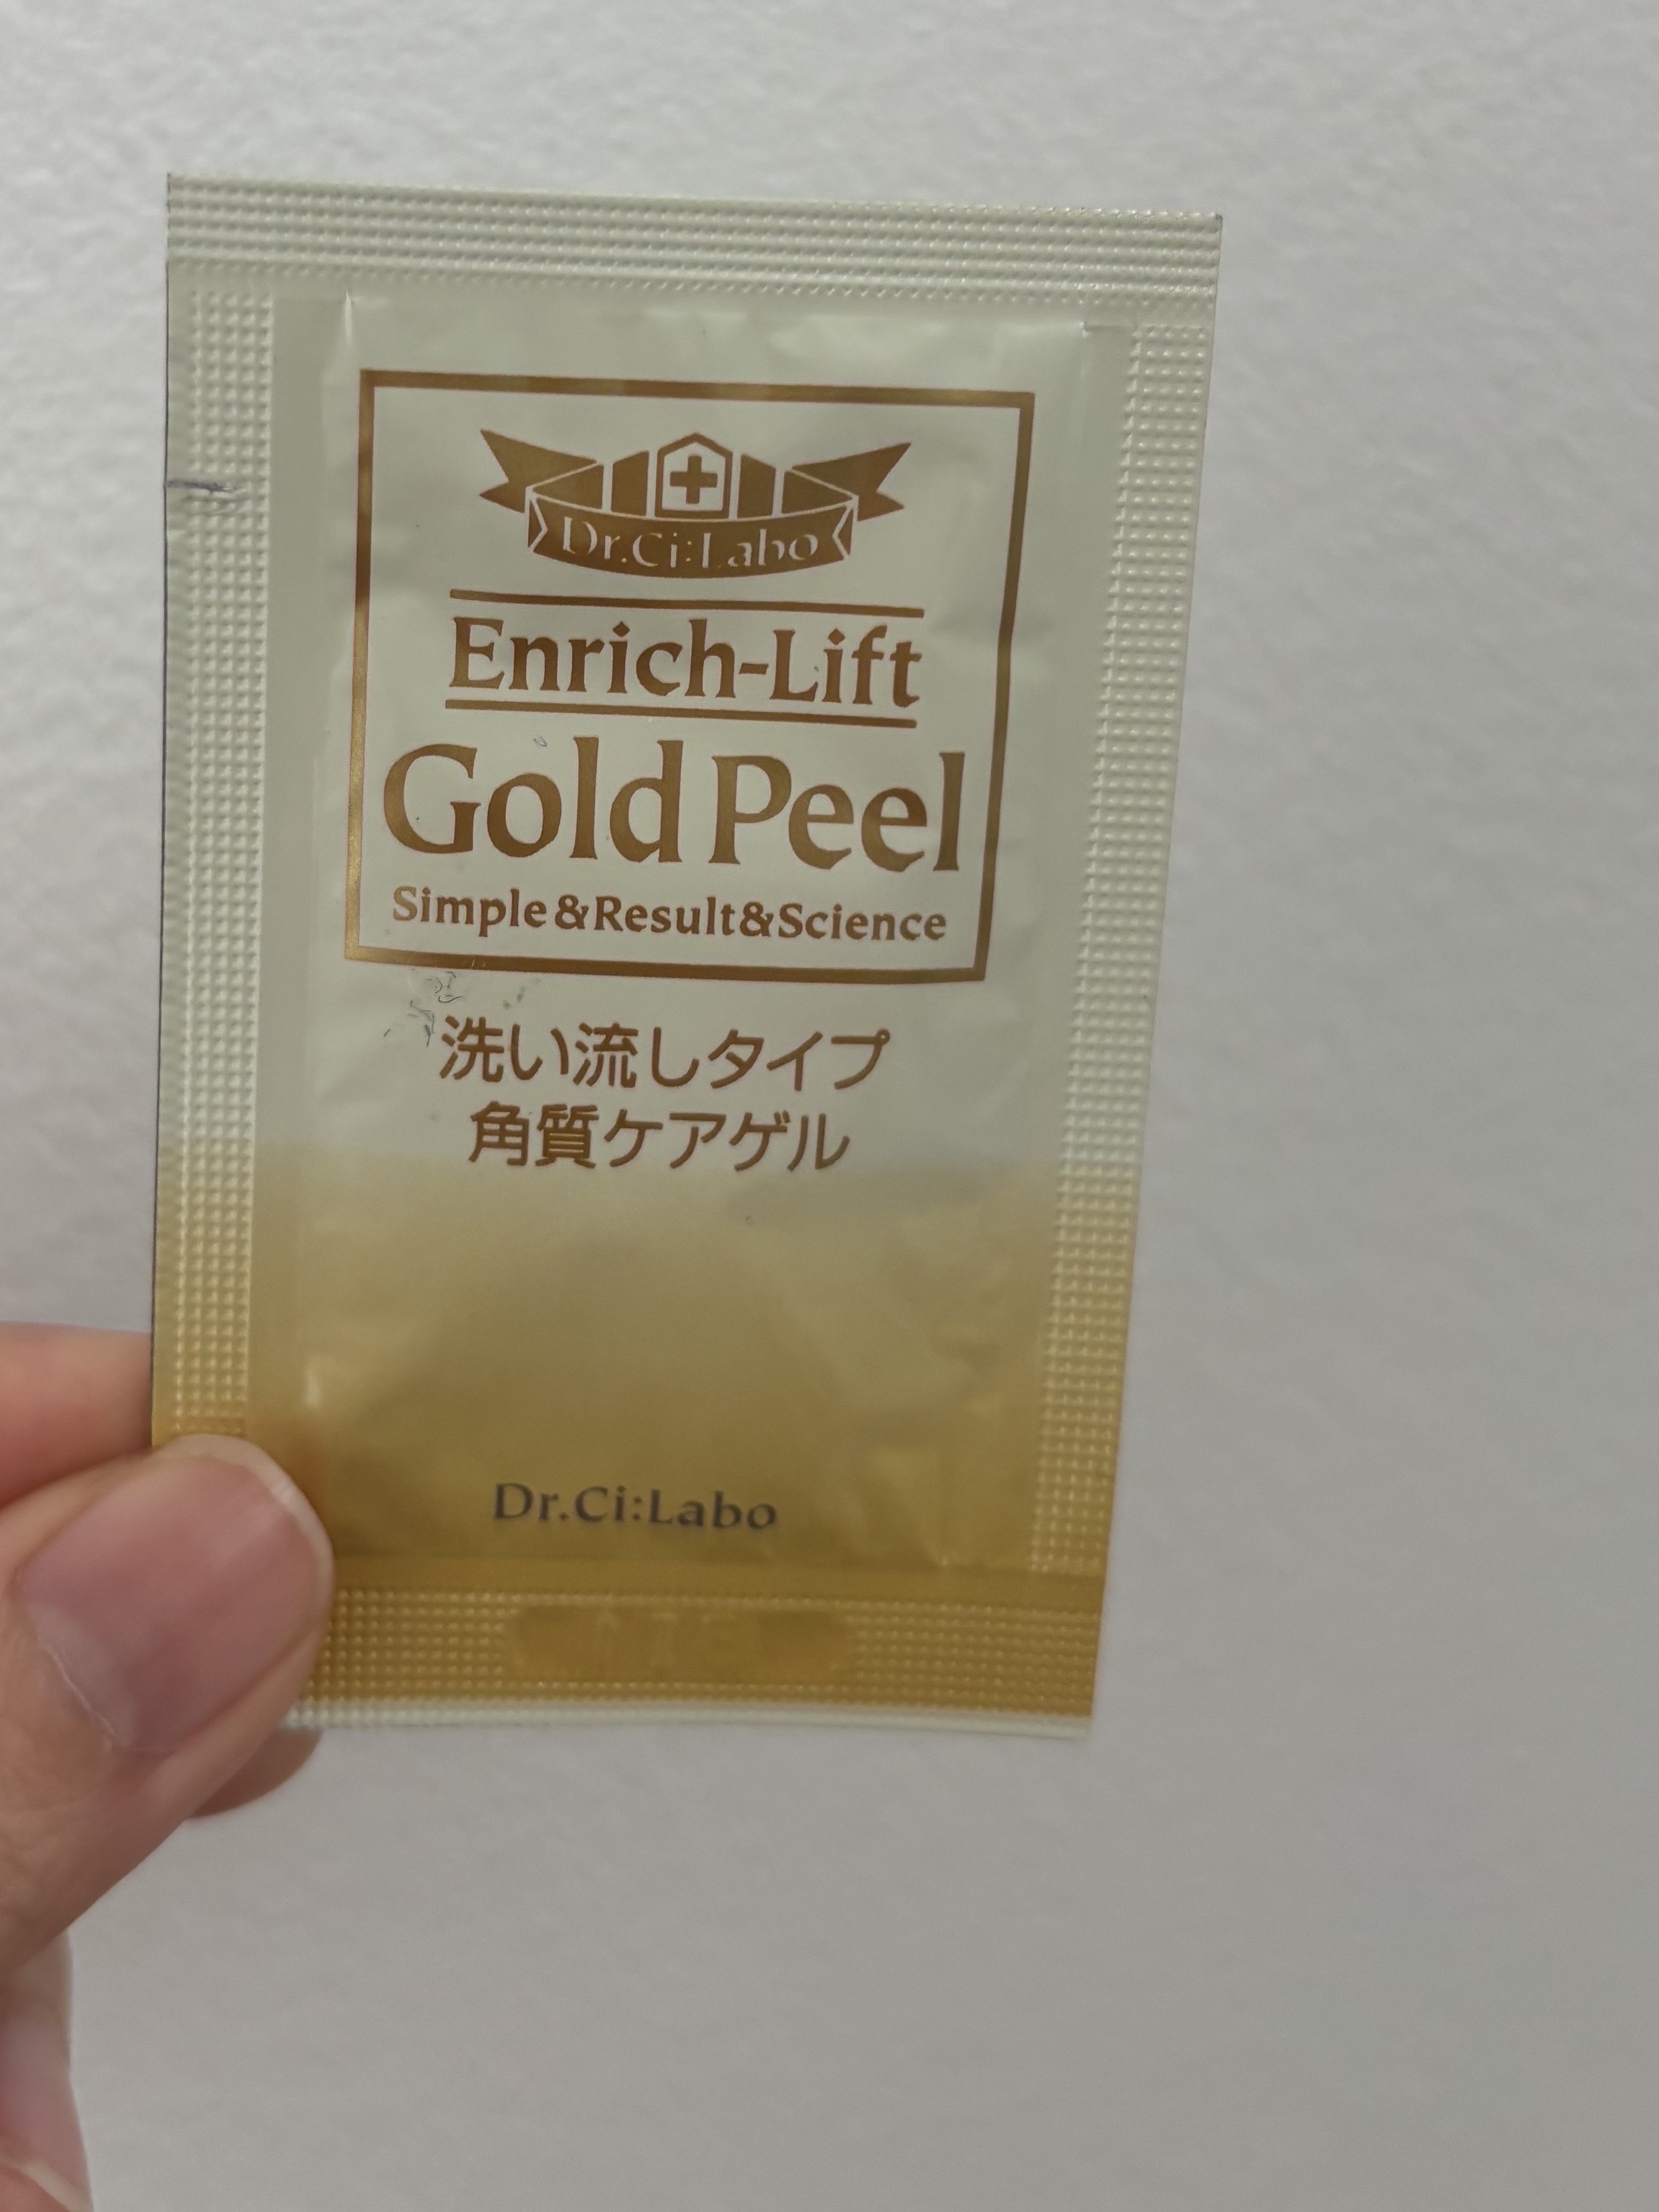 Dr.Ci:Labo
Enrich-Lift
Gold Peel
Simple&Result&Science
洗い流しタイプ
角質ケアゲル
Dr.Ci:Labo